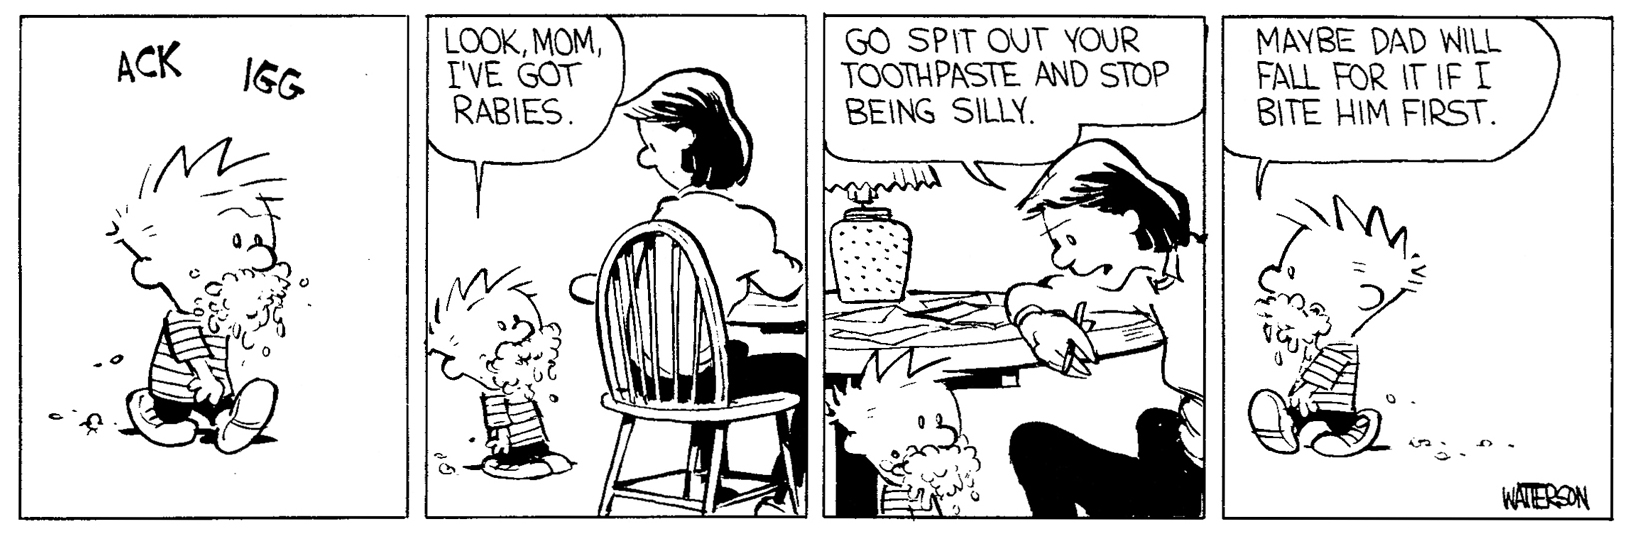 ACK
IGG
LOOK, MOM,
I'VE GOT
RABIES.
GO SPIT OUT YOUR
TOOTHPASTE AND STOP
BEING SILLY.
MAYBE DAD WILL
FALL FOR IT IF I
BITE HIM FIRST.
WATTERSON